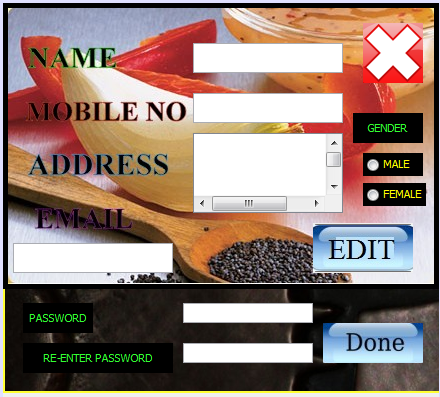 NAME
MOBILE NO
GENDER
ADDRESS
MALE
FEMALE
EMAIL
EDIT
PASSWORD
RE-ENTER PASSWORD
Done